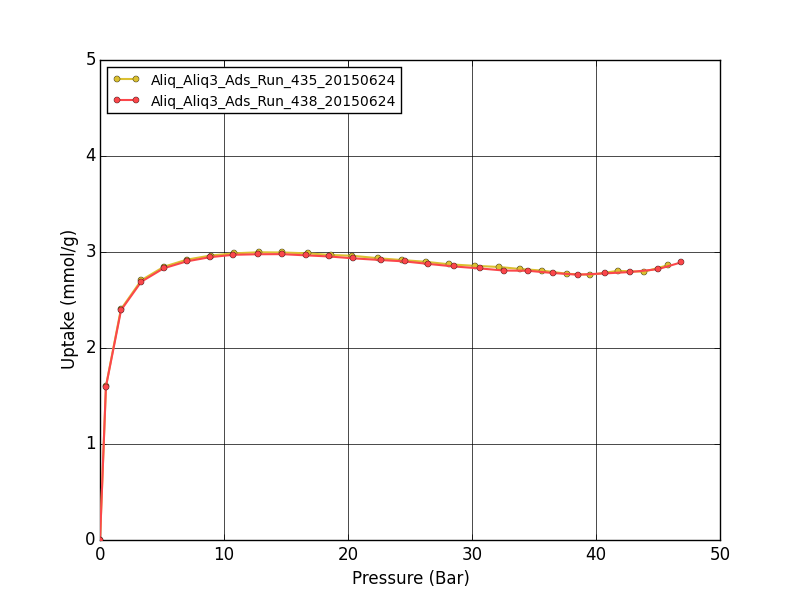 Aliq_Aliq3_Ads_Run_435_20150624
Aliq_Aliq3_Ads_Run_438_20150624
5
4
3
2
1
0
Uptake (mmol/g)
0 10 20 30 40 50
Pressure (Bar)